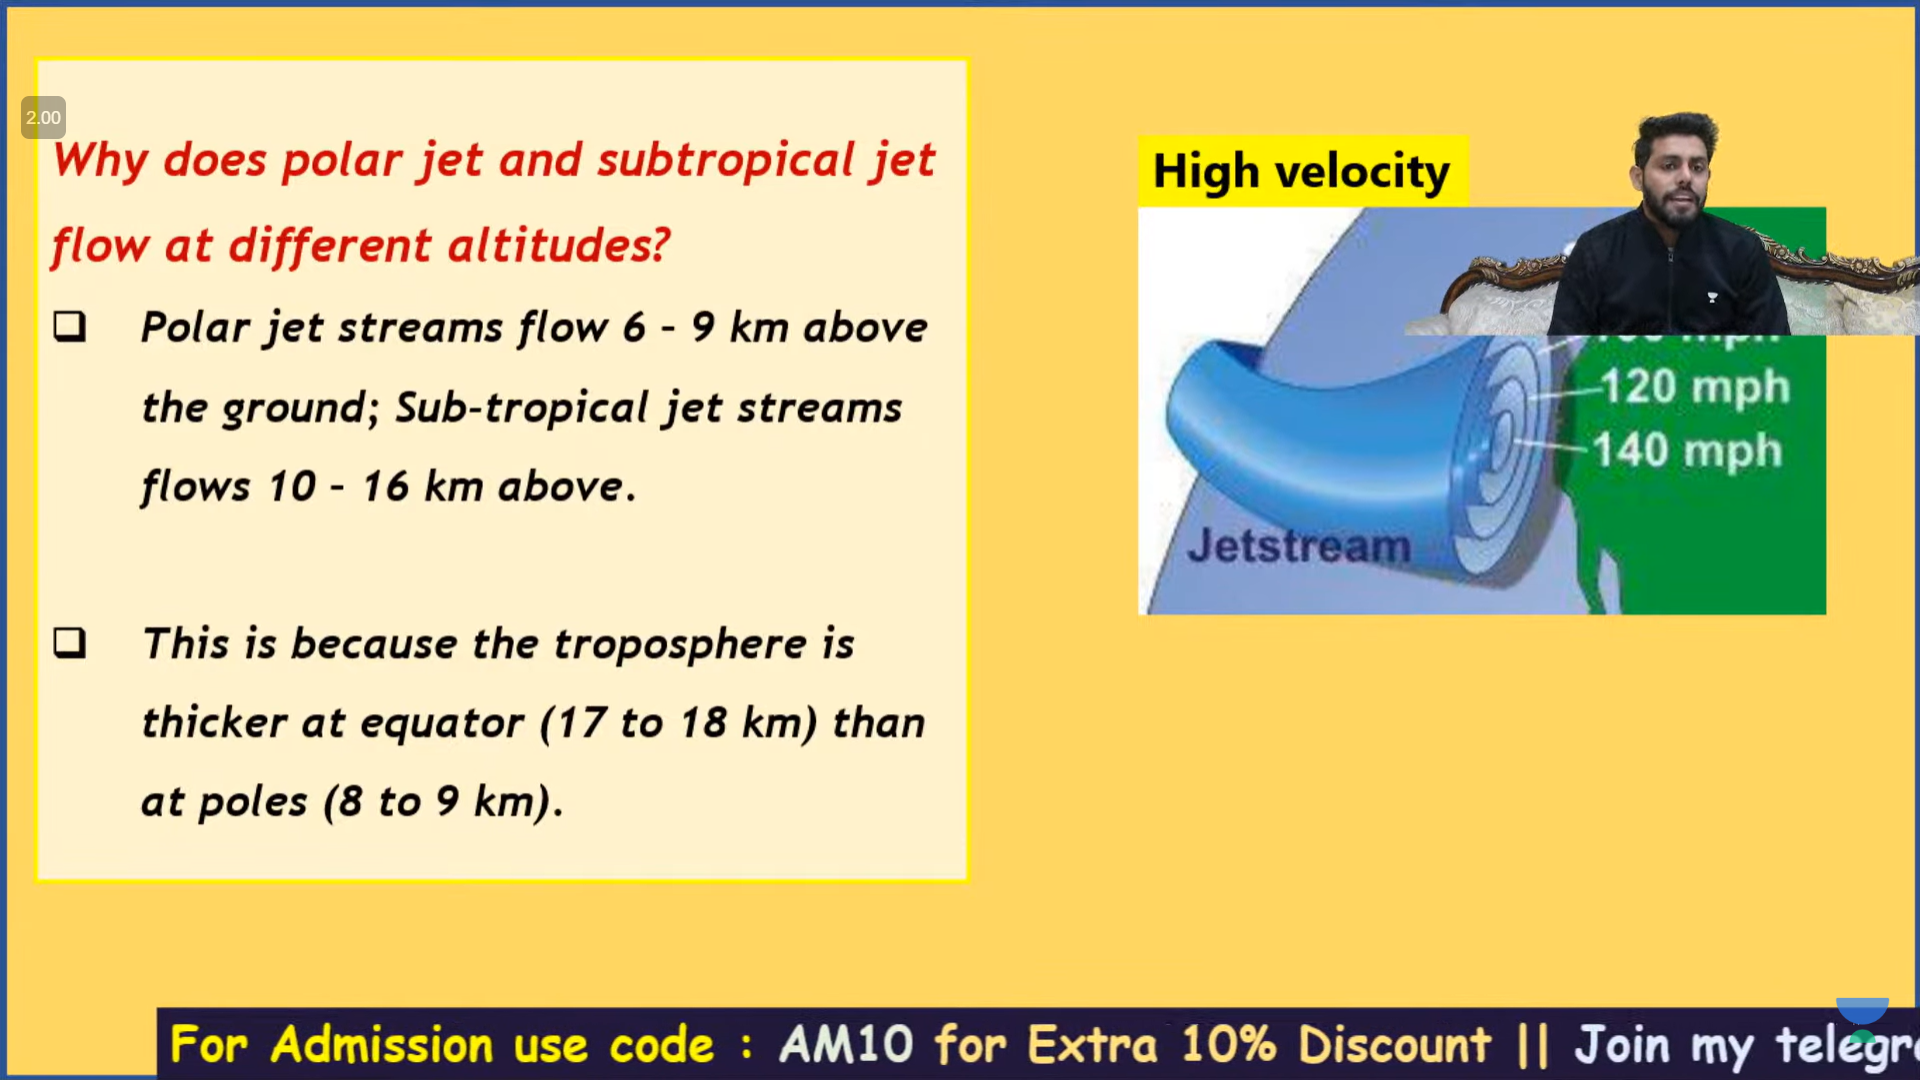 2.00
Why does polar jet and subtropical jet
flow at different altitudes?
❑ Polar jet streams flow 6 – 9 km above
the ground; Sub-tropical jet streams
flows 10 – 16 km above.
❑ This is because the troposphere is
thicker at equator (17 to 18 km) than
at poles (8 to 9 km).
High velocity
mph
120 mph
140 mph
Jetstream
For Admission use code : AM10 for Extra 10% Discount || Join my